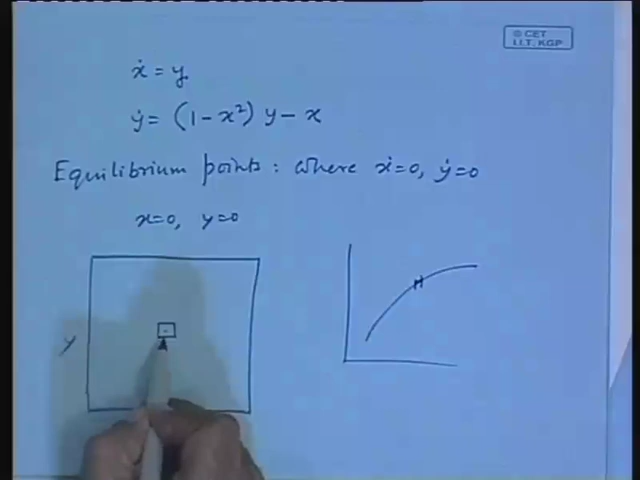 © CET
I.I.T. KGP
ẋ = y
ẏ = (1 - x²) y - x
Equilibrium points : where ẋ=0, ẏ=0
x=0, y=0
y